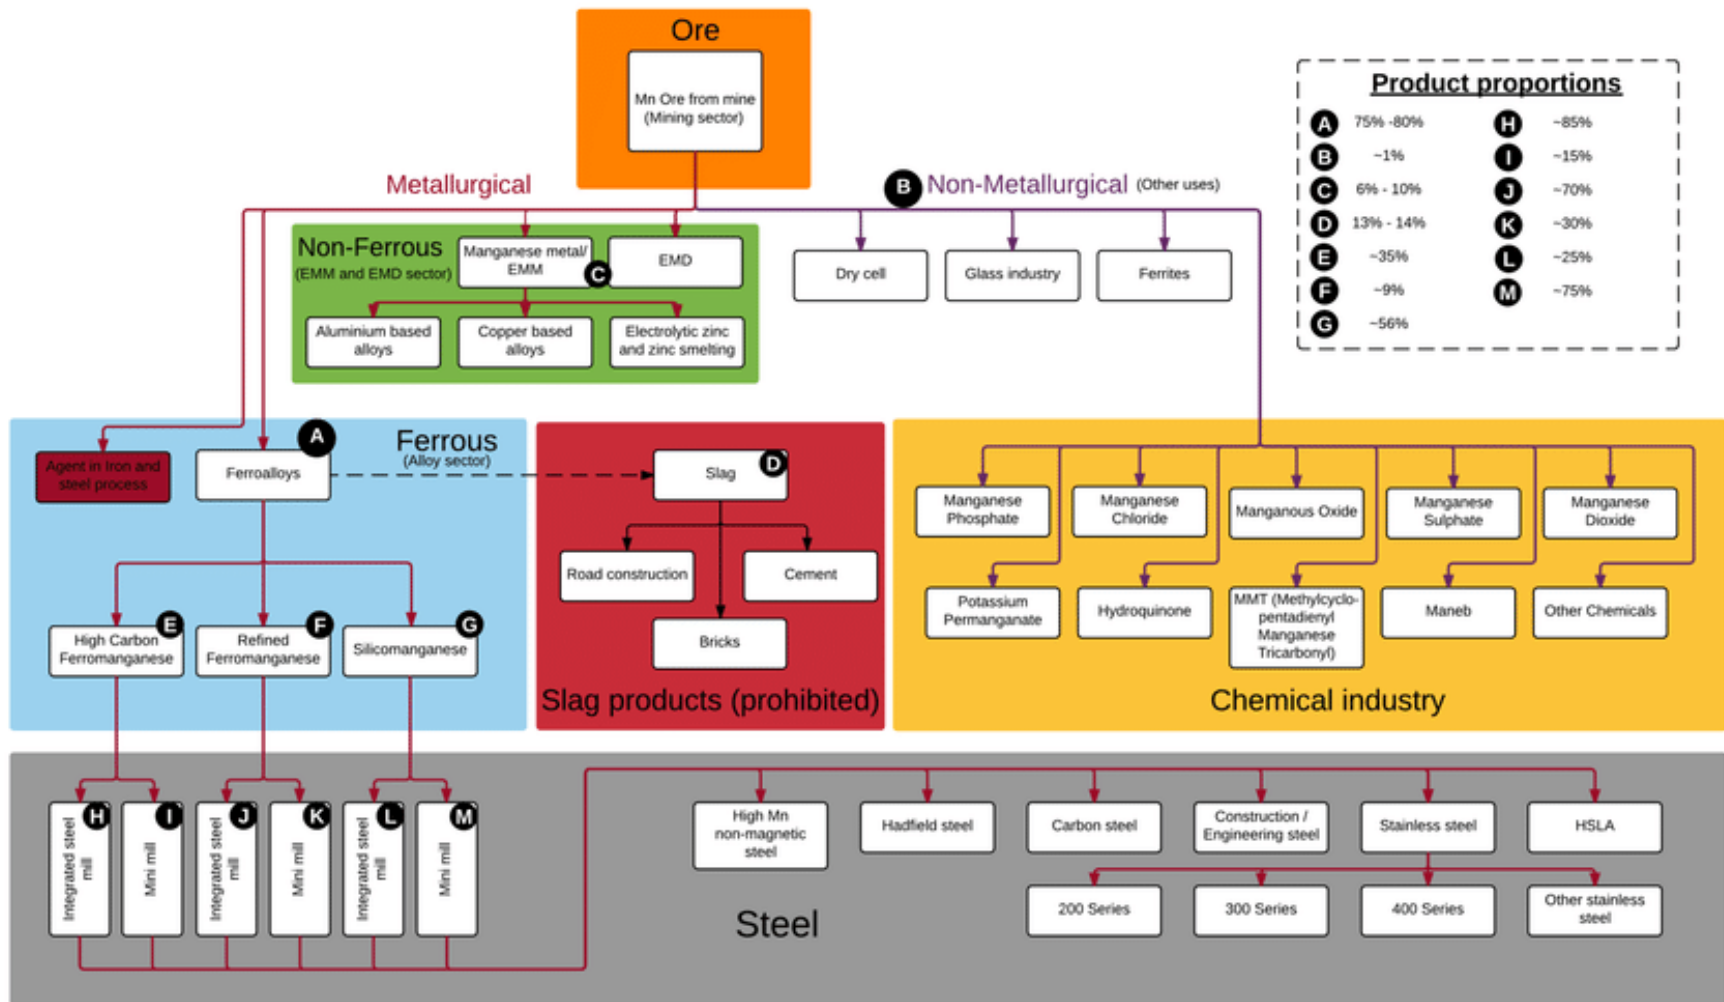 Ore
Mn Ore from mine
(Mining sector)
Product proportions
A 75% -80%
B ~1%
C 6% - 10%
D 13% - 14%
E ~35%
F ~9%
G ~56%
H ~85%
I ~15%
J ~70%
K ~30%
L ~25%
M ~75%
Metallurgical
B Non-Metallurgical (Other uses)
Non-Ferrous
(EMM and EMD sector)
Manganese metal/
EMM
C
EMD
Aluminium based
alloys
Copper based
alloys
Electrolytic zinc
and zinc smelting
Dry cell
Glass industry
Ferrites
Ferrous
(Alloy sector)
Agent in Iron and
steel process
A
Ferroalloys
E
High Carbon
Ferromanganese
F
Refined
Ferromanganese
G
Silicomanganese
D
Slag
Road construction
Cement
Bricks
Slag products (prohibited)
Manganese
Phosphate
Manganese
Chloride
Manganous Oxide
Manganese
Sulphate
Manganese
Dioxide
Potassium
Permanganate
Hydroquinone
MMT (Methylcyclo-
pentadienyl
Manganese
Tricarbonyl)
Maneb
Other Chemicals
Chemical industry
H
Integrated steel
mill
I
Mini mill
J
Integrated steel
mill
K
Mini mill
L
Integrated steel
mill
M
Mini mill
High Mn
non-magnetic
steel
Hadfield steel
Carbon steel
Construction /
Engineering steel
Stainless steel
HSLA
200 Series
300 Series
400 Series
Other stainless
steel
Steel